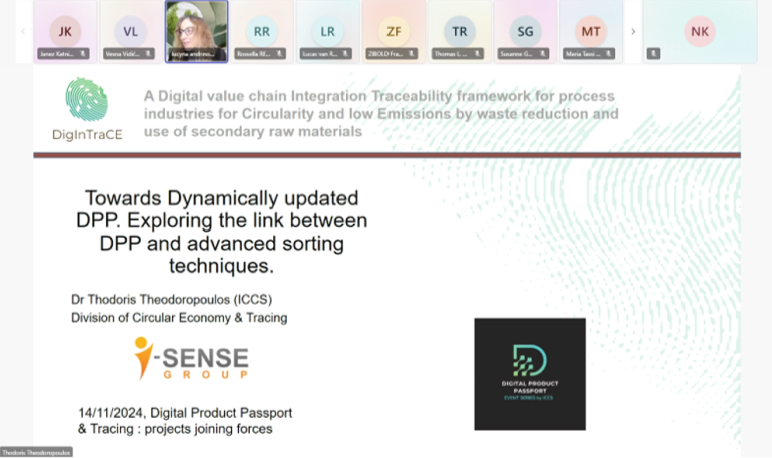 JK
VL
RR
LR
ZF
TR
SG
MT
NK
Janez Katri...
Vesna Vidic...
Rossella RE...
Lucas van R...
ZIBOLDI Fra...
Thomas L. ...
Susanne G...
Maria Tassi ...
DigInTraCE
A Digital value chain Integration Traceability framework for process
industries for Circularity and low Emissions by waste reduction and
use of secondary raw materials
Towards Dynamically updated
DPP. Exploring the link between
DPP and advanced sorting
techniques.
Dr Thodoris Theodoropoulos (ICCS)
Division of Circular Economy & Tracing
i-SENSE
GROUP
DIGITAL PRODUCT
PASSPORT
EVENT SERIES by ICCS
14/11/2024, Digital Product Passport
& Tracing : projects joining forces
Thodoris Theodoropoulos